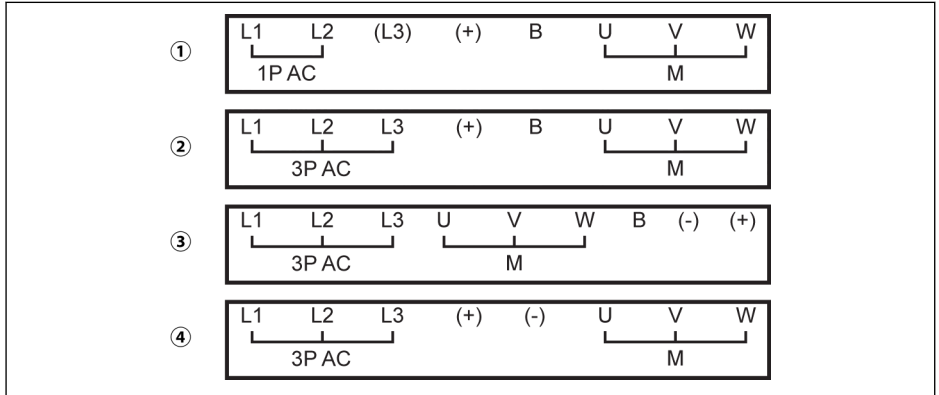 ① L1 L2 (L3) (+) B U V W
1P AC M
② L1 L2 L3 (+) B U V W
3P AC M
③ L1 L2 L3 U V W B (-) (+)
3P AC M
④ L1 L2 L3 (+) (-) U V W
3P AC M